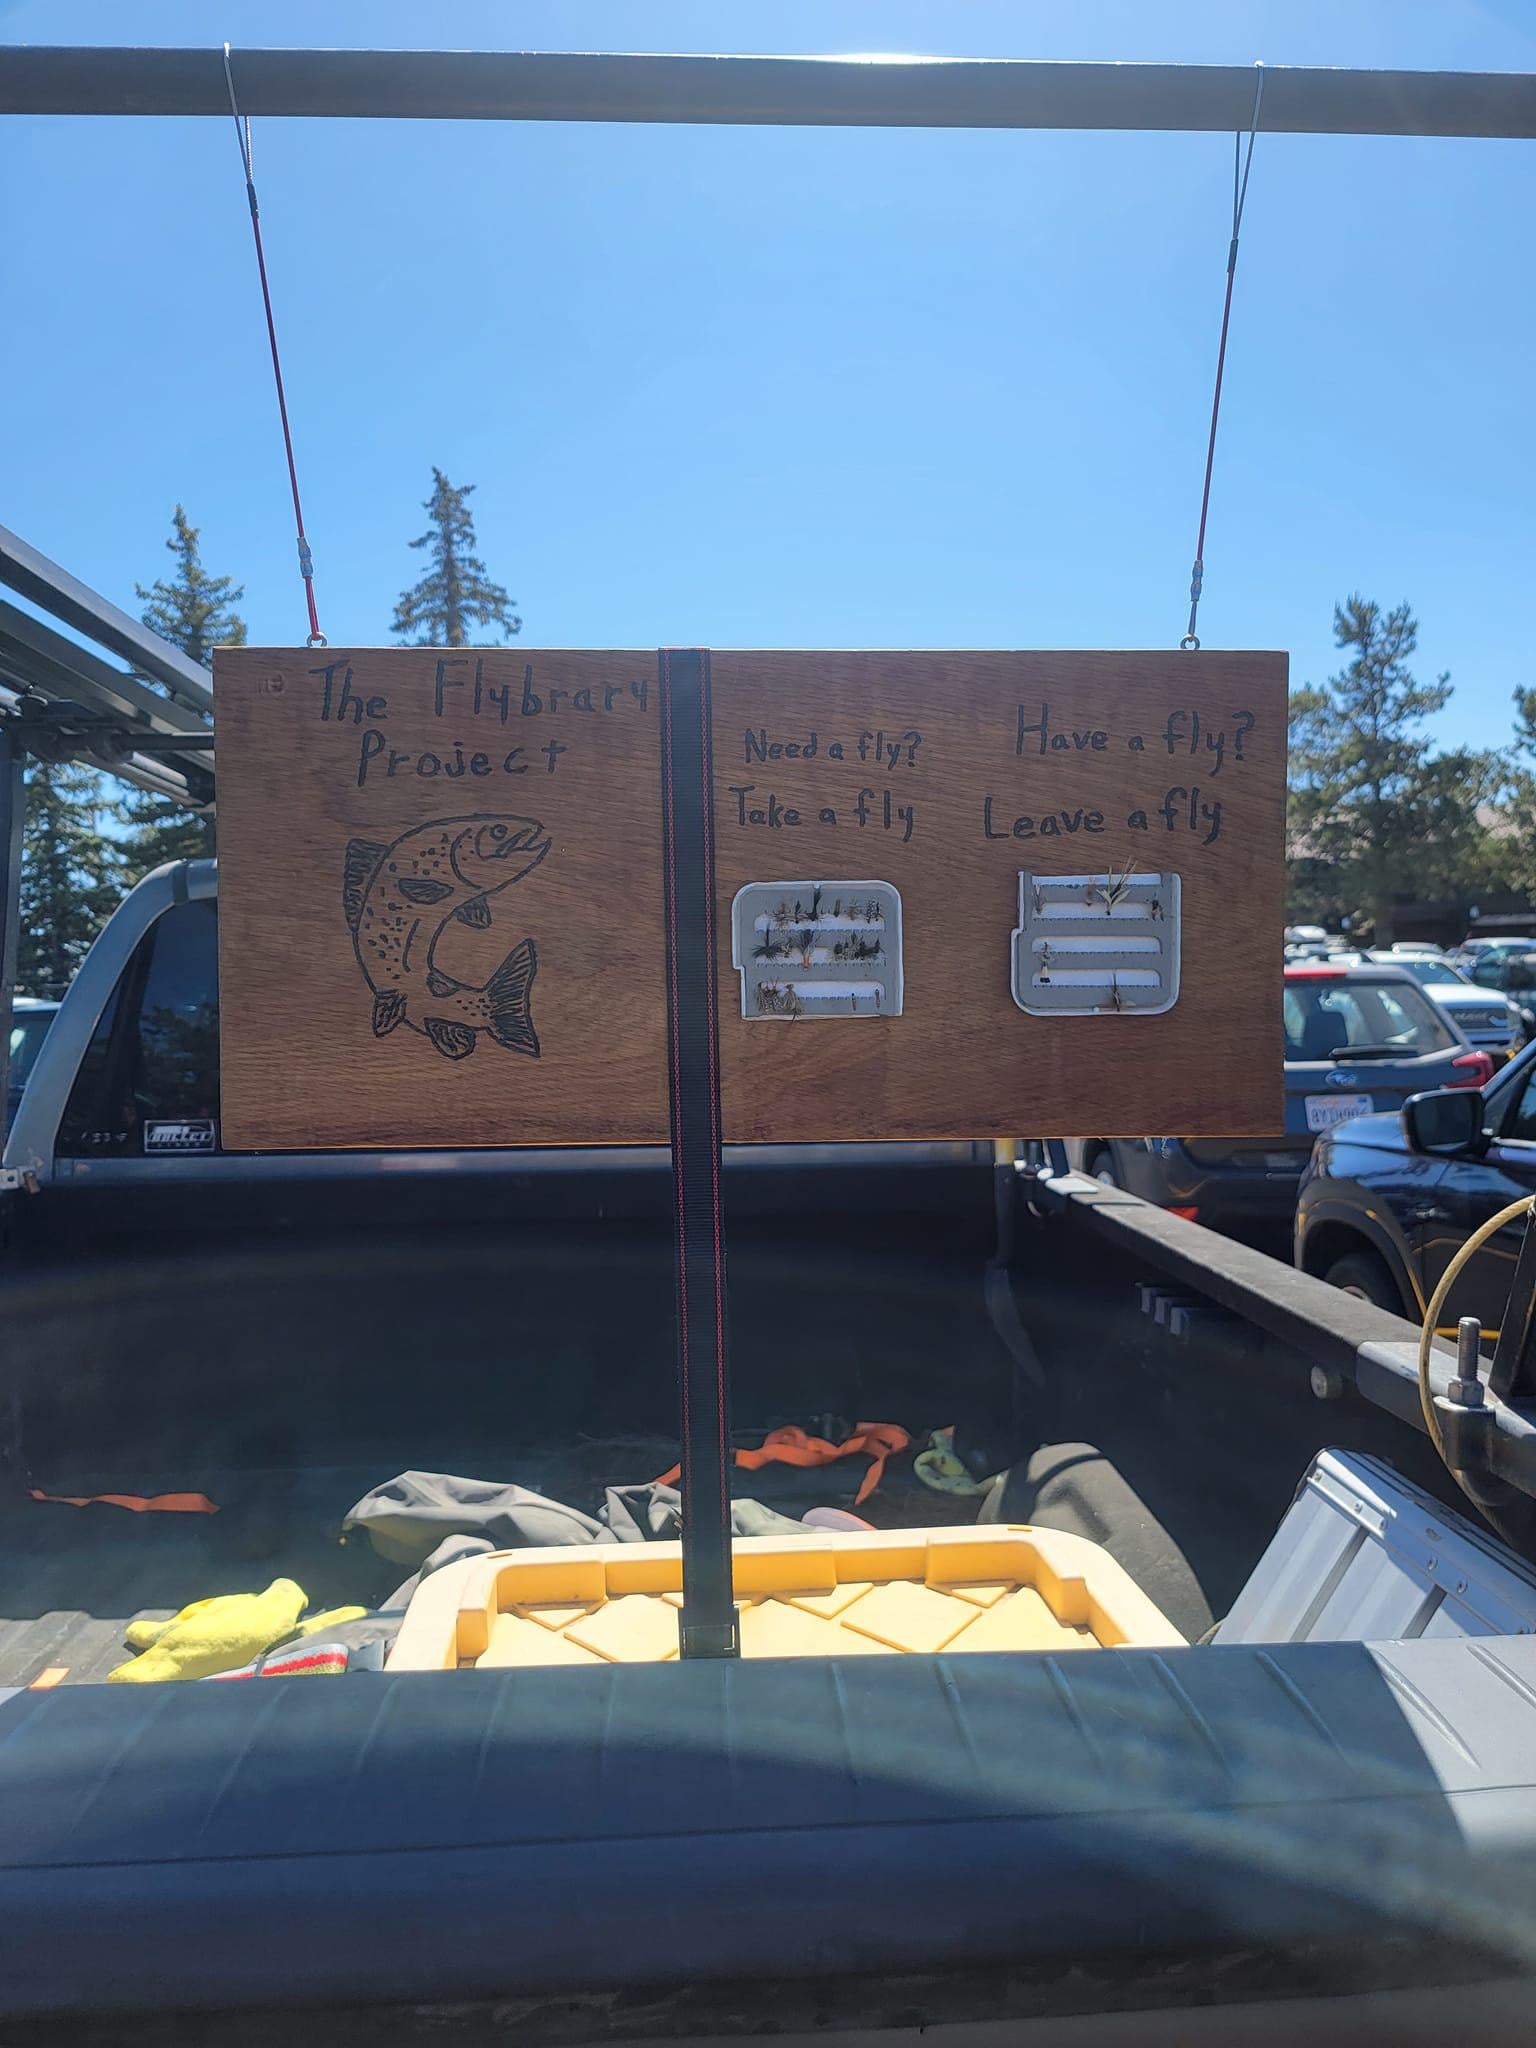 The Flybrary
Project
Need a fly?
Take a fly
Have a fly?
Leave a fly